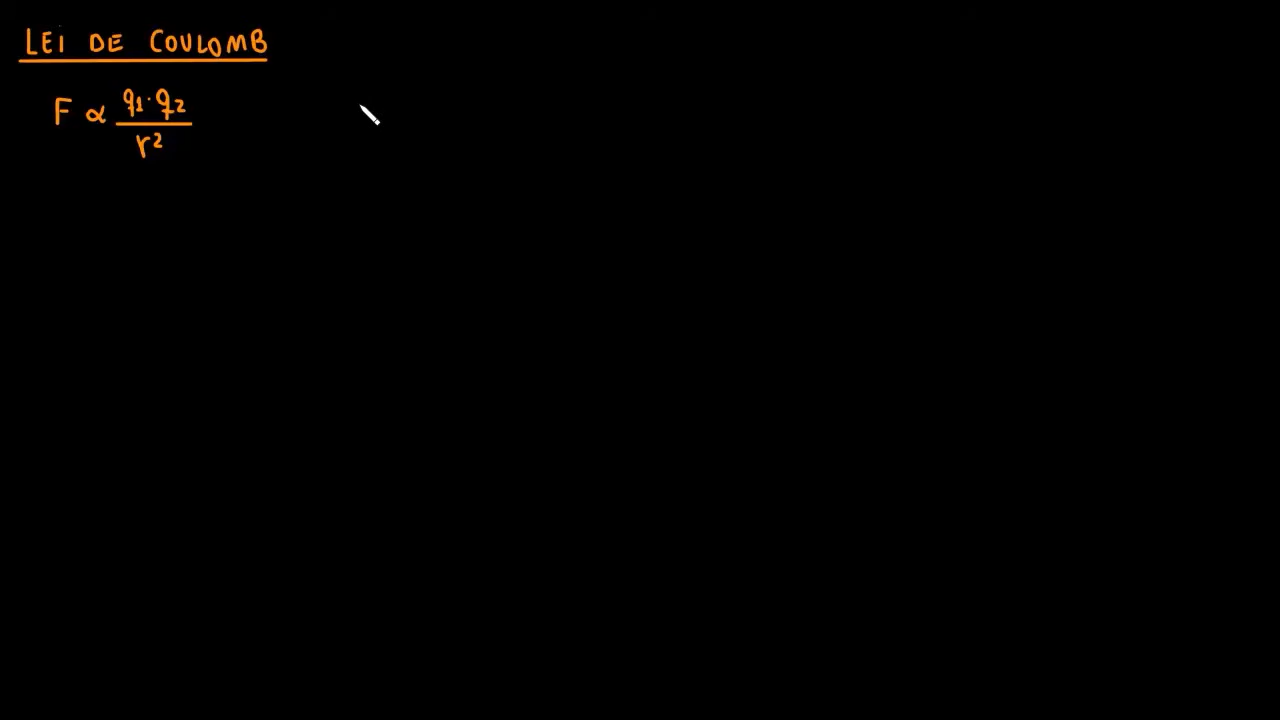 LEI DE COULOMB
F ∝ q1·q2 / r²